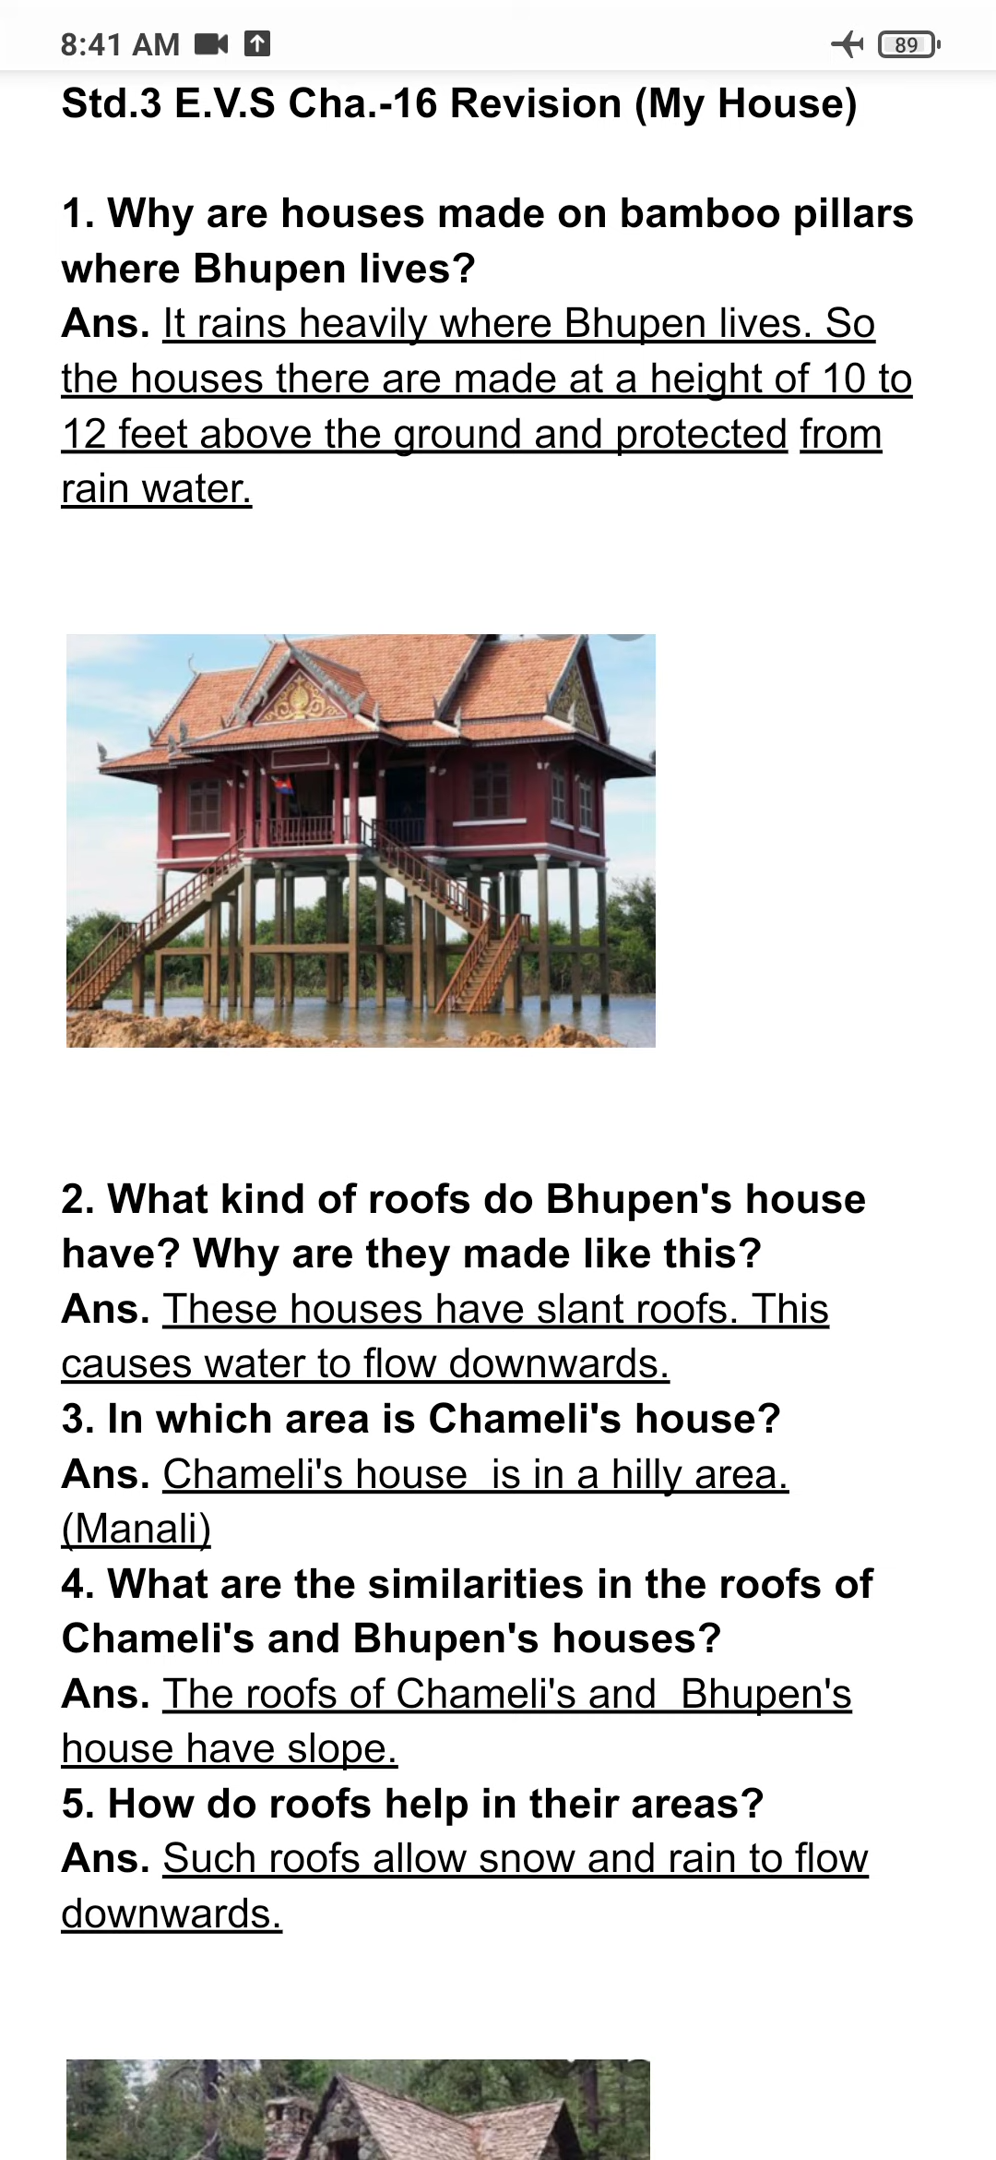 8:41 AM
89
Std.3 E.V.S Cha.-16 Revision (My House)
1. Why are houses made on bamboo pillars
where Bhupen lives?
Ans. It rains heavily where Bhupen lives. So
the houses there are made at a height of 10 to
12 feet above the ground and protected from
rain water.
2. What kind of roofs do Bhupen's house
have? Why are they made like this?
Ans. These houses have slant roofs. This
causes water to flow downwards.
3. In which area is Chameli's house?
Ans. Chameli's house  is in a hilly area.
(Manali)
4. What are the similarities in the roofs of
Chameli's and Bhupen's houses?
Ans. The roofs of Chameli's and  Bhupen's
house have slope.
5. How do roofs help in their areas?
Ans. Such roofs allow snow and rain to flow
downwards.